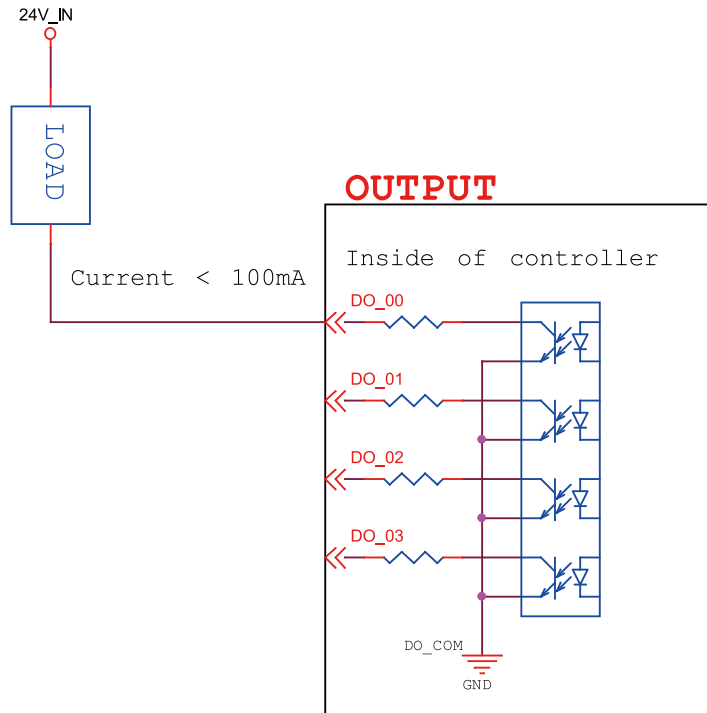 24V_IN
LOAD
OUTPUT
Inside of controller
Current < 100mA
DO_00
DO_01
DO_02
DO_03
DO_COM
GND